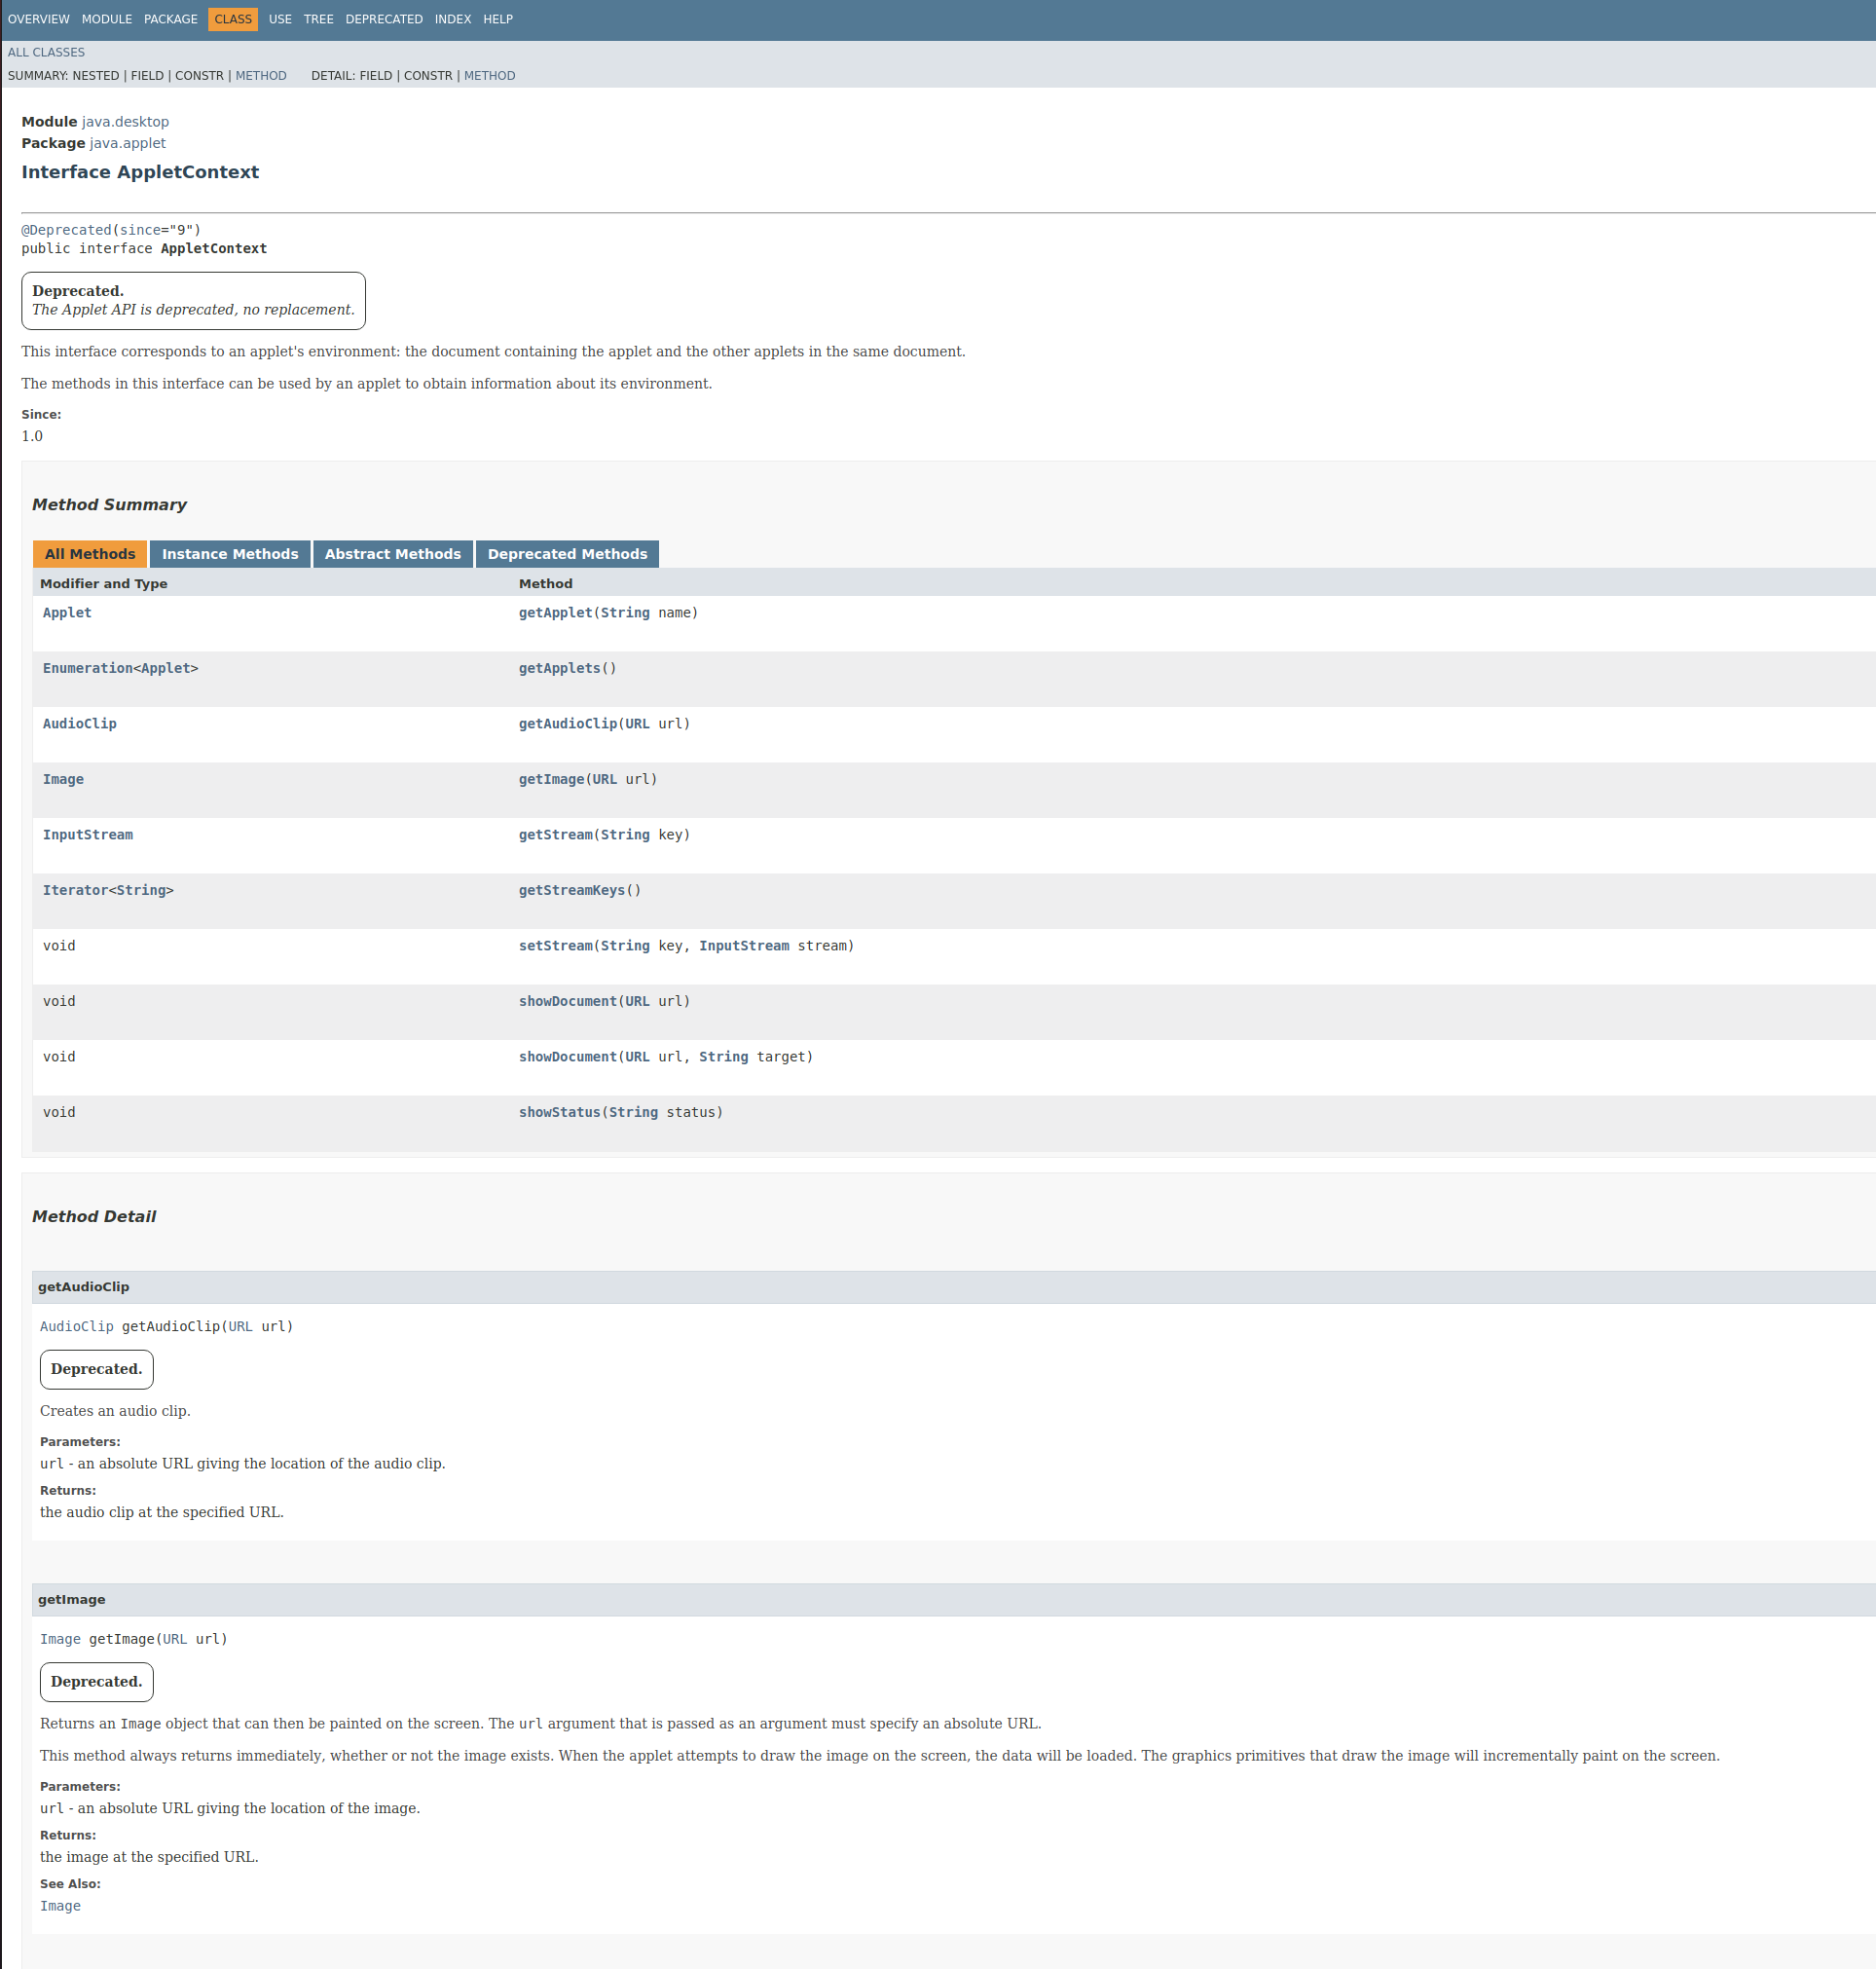 OVERVIEW MODULE PACKAGE CLASS USE TREE DEPRECATED INDEX HELP
ALL CLASSES
SUMMARY: NESTED | FIELD | CONSTR | METHOD DETAIL: FIELD | CONSTR | METHOD
Module java.desktop
Package java.applet
Interface AppletContext
@Deprecated(since="9")
public interface AppletContext
Deprecated.
The Applet API is deprecated, no replacement.
This interface corresponds to an applet's environment: the document containing the applet and the other applets in the same document.
The methods in this interface can be used by an applet to obtain information about its environment.
Since:
1.0
Method Summary
All Methods Instance Methods Abstract Methods Deprecated Methods
Modifier and Type Method
Applet getApplet(String name)
Enumeration<Applet> getApplets()
AudioClip getAudioClip(URL url)
Image getImage(URL url)
InputStream getStream(String key)
Iterator<String> getStreamKeys()
void setStream(String key, InputStream stream)
void showDocument(URL url)
void showDocument(URL url, String target)
void showStatus(String status)
Method Detail
getAudioClip
AudioClip getAudioClip(URL url)
Deprecated.
Creates an audio clip.
Parameters:
url - an absolute URL giving the location of the audio clip.
Returns:
the audio clip at the specified URL.
getImage
Image getImage(URL url)
Deprecated.
Returns an Image object that can then be painted on the screen. The url argument that is passed as an argument must specify an absolute URL.
This method always returns immediately, whether or not the image exists. When the applet attempts to draw the image on the screen, the data will be loaded. The graphics primitives that draw the image will incrementally paint on the screen.
Parameters:
url - an absolute URL giving the location of the image.
Returns:
the image at the specified URL.
See Also:
Image